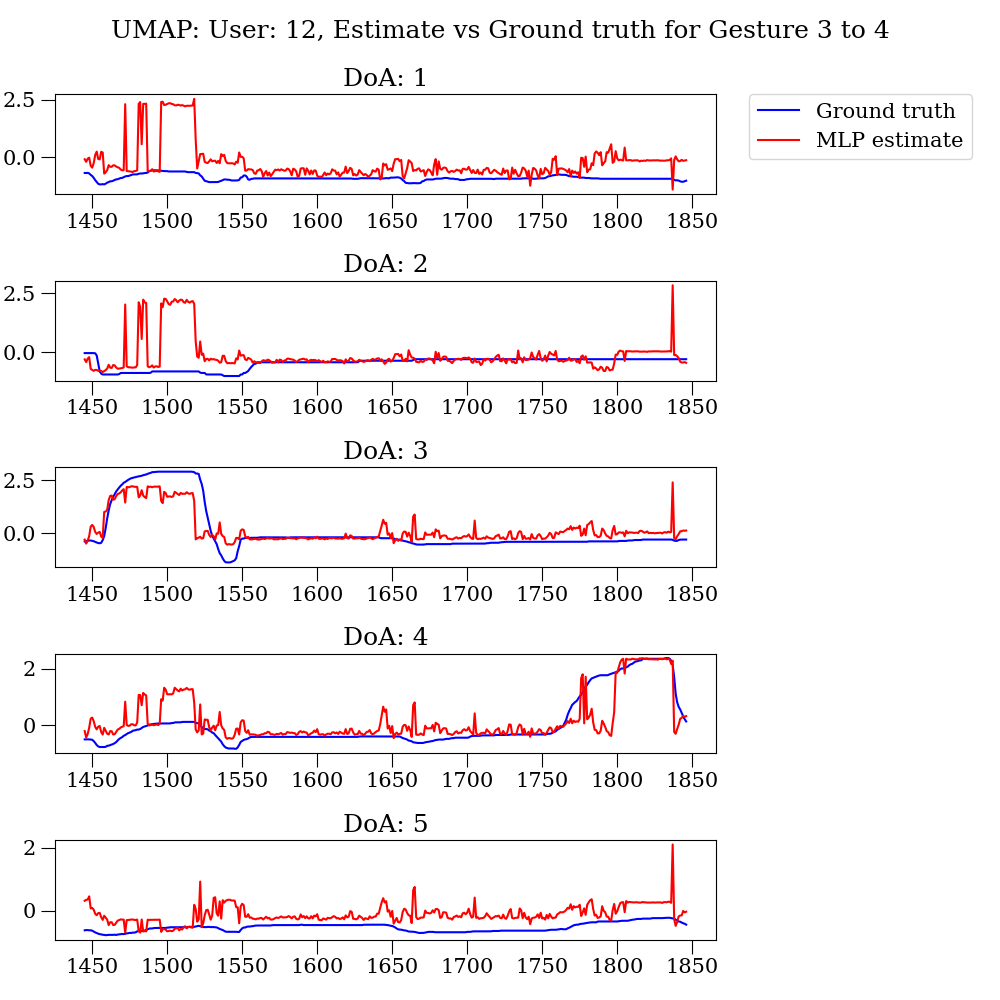 UMAP: User: 12, Estimate vs Ground truth for Gesture 3 to 4
DoA: 1
Ground truth
MLP estimate
2.5
0.0
1450 1500 1550 1600 1650 1700 1750 1800 1850
DoA: 2
2.5
0.0
1450 1500 1550 1600 1650 1700 1750 1800 1850
DoA: 3
2.5
0.0
1450 1500 1550 1600 1650 1700 1750 1800 1850
DoA: 4
2
0
1450 1500 1550 1600 1650 1700 1750 1800 1850
DoA: 5
2
0
1450 1500 1550 1600 1650 1700 1750 1800 1850